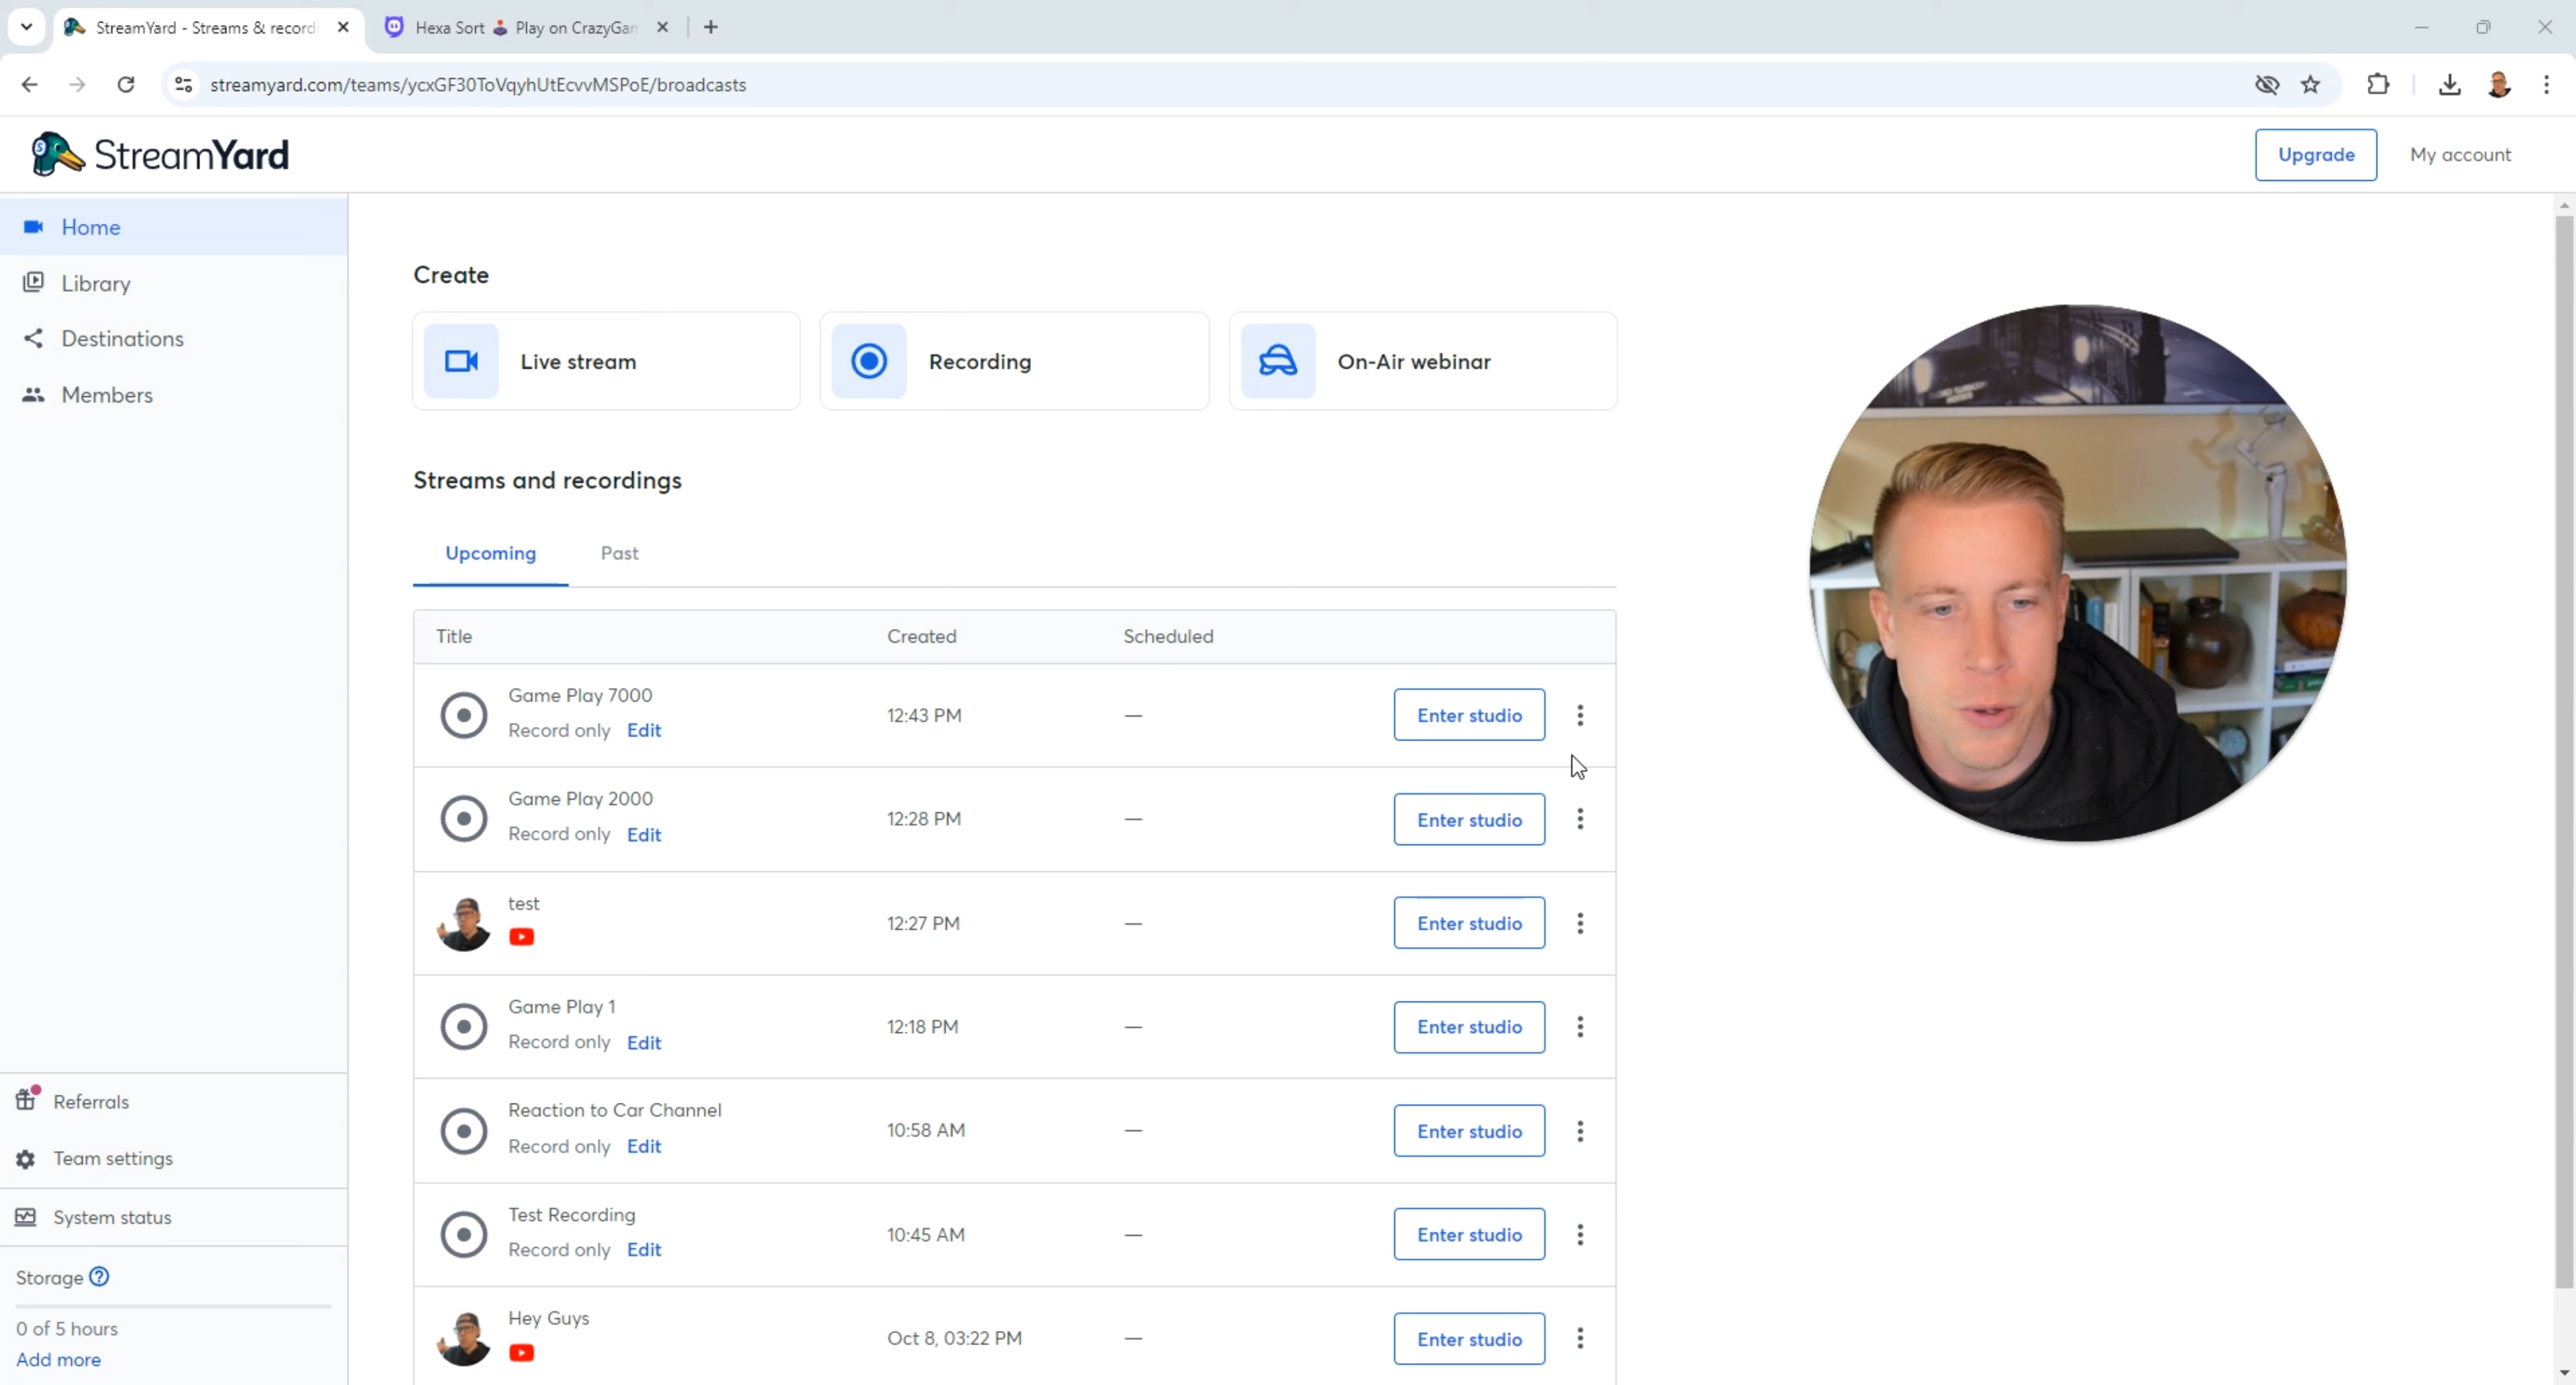 StreamYard - Streams & recordi
Hexa Sort Play on CrazyGam
streamyard.com/teams/ycxGF30ToVqyhUtEcvvMSPoE/broadcasts
StreamYard
Upgrade
My account
Home
Library
Destinations
Members
Create
Live stream
Recording
On-Air webinar
Streams and recordings
Upcoming
Past
Title Created Scheduled
Game Play 7000
Record only Edit
12:43 PM
—
Enter studio
Game Play 2000
Record only Edit
12:28 PM
—
Enter studio
test
12:27 PM
—
Enter studio
Game Play 1
Record only Edit
12:18 PM
—
Enter studio
Reaction to Car Channel
Record only Edit
10:58 AM
—
Enter studio
Test Recording
Record only Edit
10:45 AM
—
Enter studio
Hey Guys
Oct 8, 03:22 PM
—
Enter studio
Referrals
Team settings
System status
Storage ?
0 of 5 hours
Add more